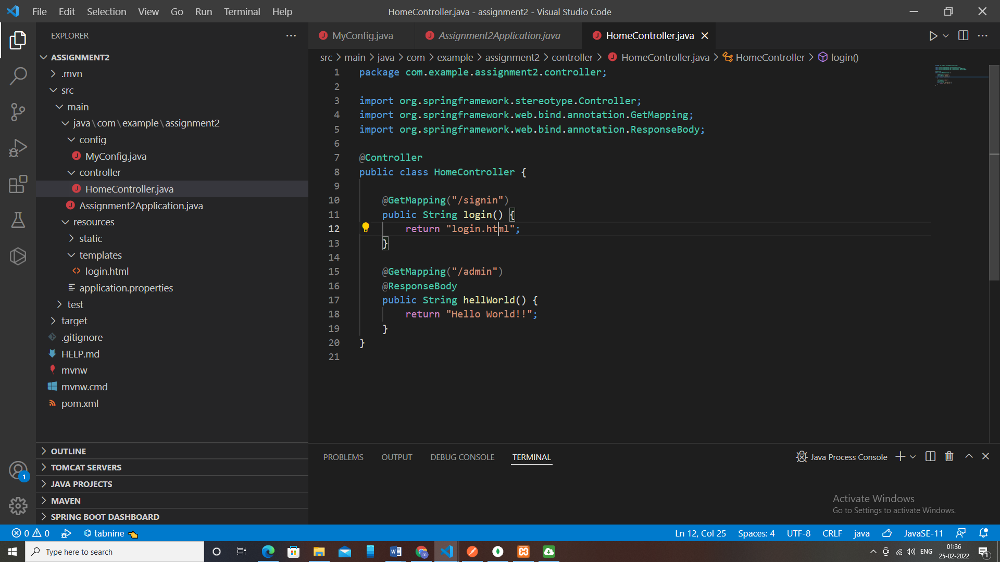 File Edit Selection View Go Run Terminal Help
HomeController.java - assignment2 - Visual Studio Code
EXPLORER
ASSIGNMENT2
.mvn
src
main
java\com\example\assignment2
config
MyConfig.java
controller
HomeController.java
Assignment2Application.java
resources
static
templates
login.html
application.properties
test
target
.gitignore
HELP.md
mvnw
mvnw.cmd
pom.xml
OUTLINE
TOMCAT SERVERS
JAVA PROJECTS
MAVEN
SPRING BOOT DASHBOARD
MyConfig.java Assignment2Application.java HomeController.java
src > main > java > com > example > assignment2 > controller > HomeController.java > HomeController > login()
1 package com.example.assignment2.controller;
2
3 import org.springframework.stereotype.Controller;
4 import org.springframework.web.bind.annotation.GetMapping;
5 import org.springframework.web.bind.annotation.ResponseBody;
6
7 @Controller
8 public class HomeController {
9
10 @GetMapping("/signin")
11 public String login() {
12 return "login.html";
13 }
14
15 @GetMapping("/admin")
16 @ResponseBody
17 public String hellWorld() {
18 return "Hello World!!";
19 }
20 }
21
PROBLEMS OUTPUT DEBUG CONSOLE TERMINAL
Java Process Console
Activate Windows
Go to Settings to activate Windows.
1
0 0 tabnine
Ln 12, Col 25 Spaces: 4 UTF-8 CRLF java JavaSE-11
Type here to search
ENG
01:36
25-02-2022
1